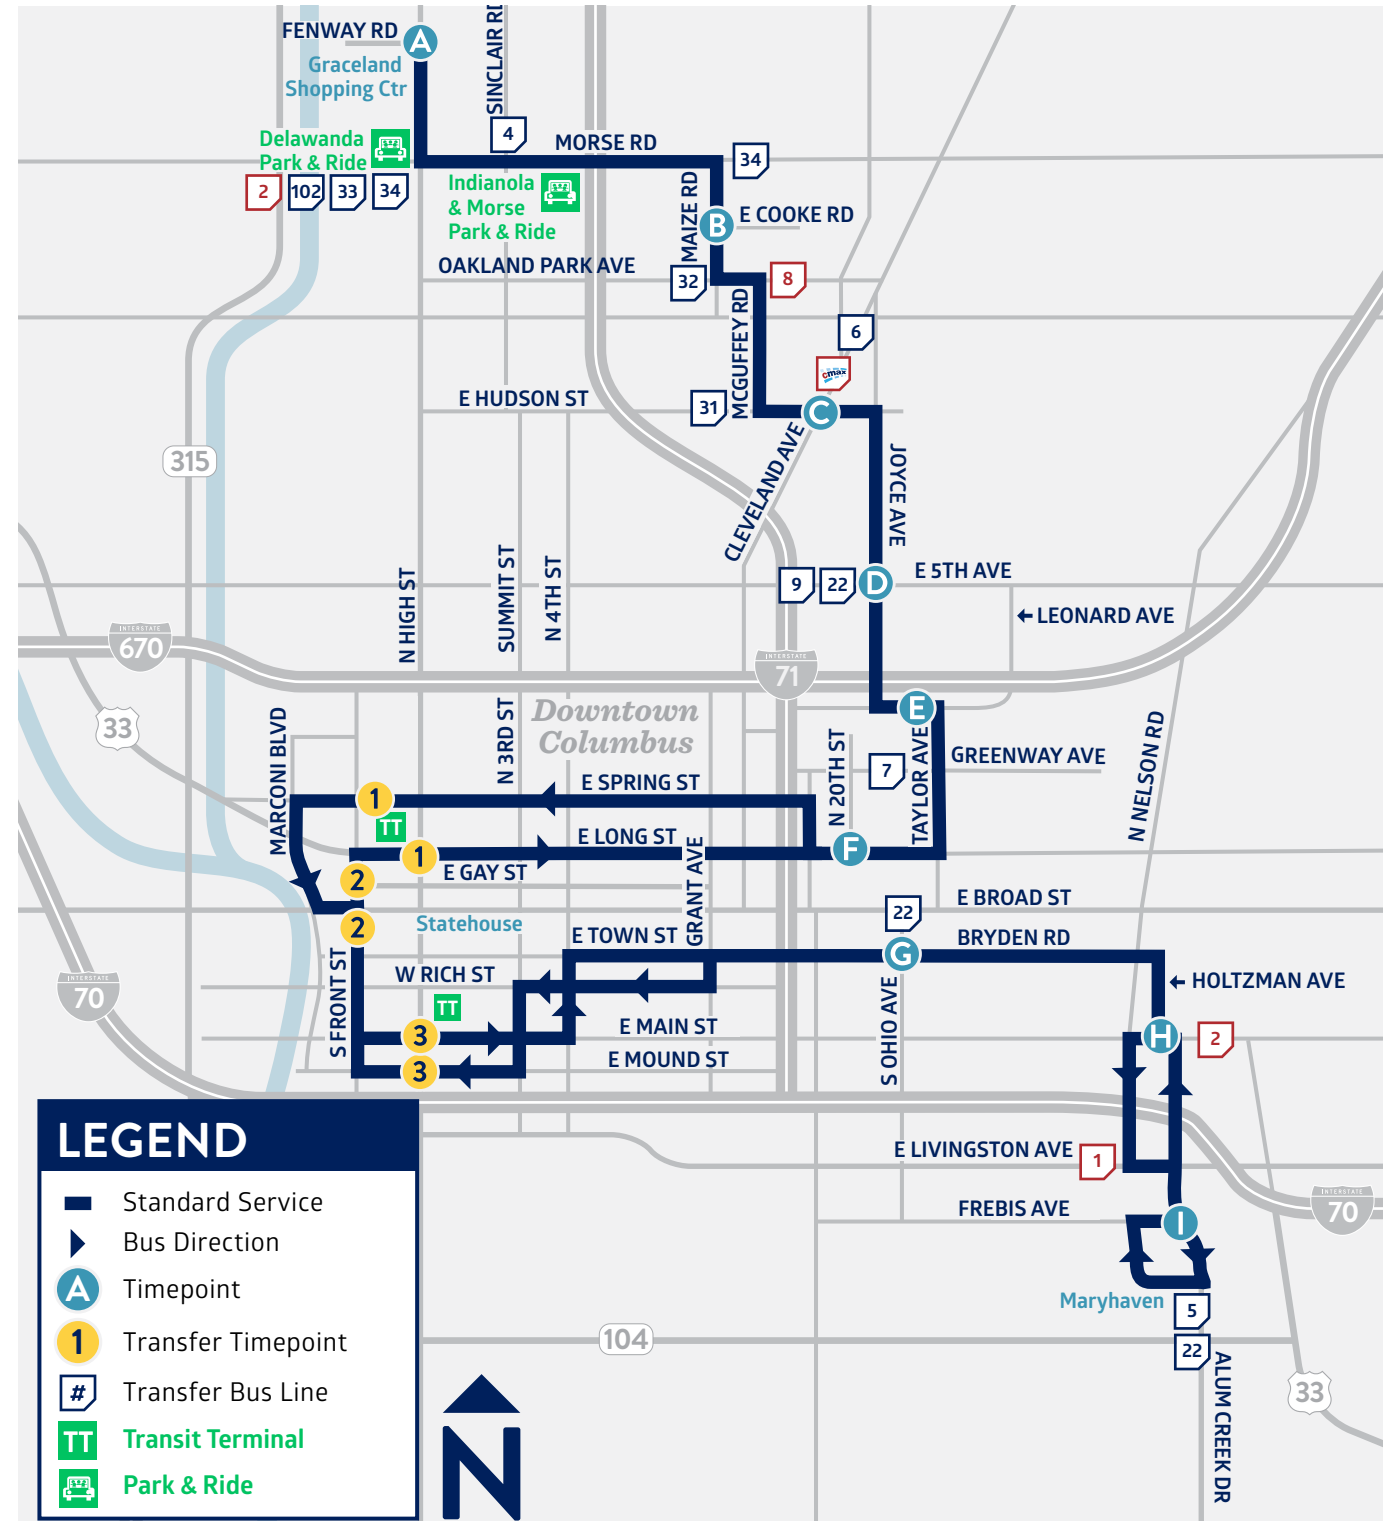 FENWAY RD
A
Graceland
Shopping Ctr
SINCLAIR RD
4
MORSE RD
34
Delawanda
Park & Ride
2
102
33
34
Indianola
& Morse
Park & Ride
MAIZE RD
B
E COOKE RD
OAKLAND PARK AVE
32
8
MCGUFFEY RD
6
cmax
E HUDSON ST
31
C
CLEVELAND AVE
JOYCE AVE
315
N HIGH ST
SUMMIT ST
N 4TH ST
9
22
D
E 5TH AVE
LEONARD AVE
INTERSTATE
670
INTERSTATE
71
33
MARCONI BLVD
N 3RD ST
Downtown
Columbus
E
N 20TH ST
TAYLOR AVE
GREENWAY AVE
7
N NELSON RD
E SPRING ST
1
TT
E LONG ST
1
F
2
E GAY ST
GRANT AVE
E BROAD ST
2
Statehouse
22
E TOWN ST
G
BRYDEN RD
S FRONT ST
W RICH ST
HOLTZMAN AVE
INTERSTATE
70
TT
3
E MAIN ST
S OHIO AVE
H
2
3
E MOUND ST
E LIVINGSTON AVE
1
INTERSTATE
70
FREBIS AVE
I
Maryhaven
5
22
ALUM CREEK DR
104
33
LEGEND
Standard Service
Bus Direction
A
Timepoint
1
Transfer Timepoint
#
Transfer Bus Line
TT
Transit Terminal
Park & Ride
N